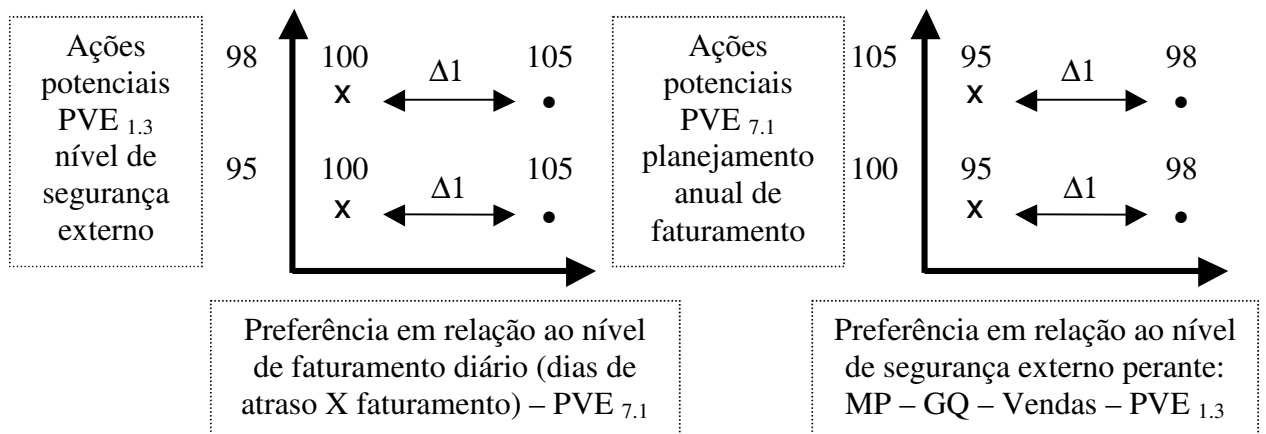 Ações
potenciais
PVE 1.3
nível de
segurança
externo
98
100
105
x
Δ1
•
95
100
105
x
Δ1
•
Preferência em relação ao nível
de faturamento diário (dias de
atraso X faturamento) – PVE 7.1
Ações
potenciais
PVE 7.1
planejamento
anual de
faturamento
105
95
98
x
Δ1
•
100
95
98
x
Δ1
•
Preferência em relação ao nível
de segurança externo perante:
MP – GQ – Vendas – PVE 1.3